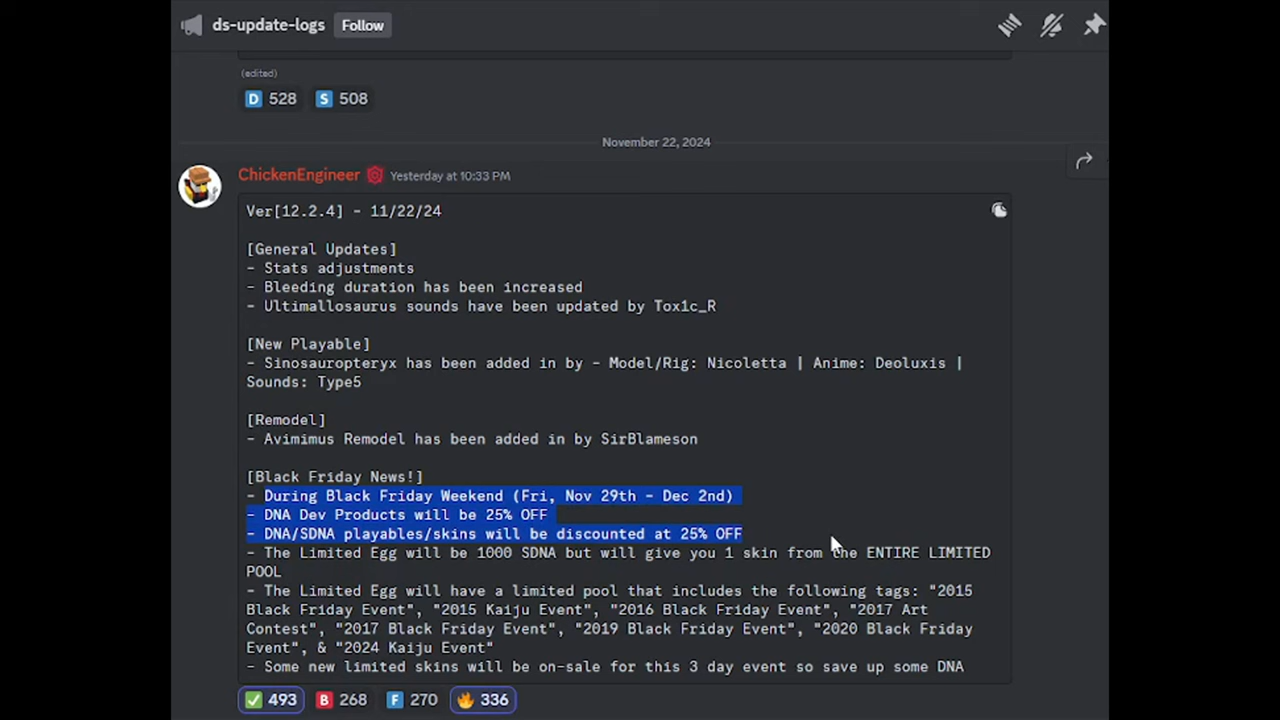 ds-update-logs Follow
(edited)
D 528 S 508
November 22, 2024
ChickenEngineer Yesterday at 10:33 PM
Ver[12.2.4] - 11/22/24
[General Updates]
- Stats adjustments
- Bleeding duration has been increased
- Ultimallosaurus sounds have been updated by Tox1c_R
[New Playable]
- Sinosauropteryx has been added in by - Model/Rig: Nicoletta | Anime: Deoluxis |
Sounds: Type5
[Remodel]
- Avimimus Remodel has been added in by SirBlameson
[Black Friday News!]
- During Black Friday Weekend (Fri, Nov 29th - Dec 2nd)
- DNA Dev Products will be 25% OFF
- DNA/SDNA playables/skins will be discounted at 25% OFF
- The Limited Egg will be 1000 SDNA but will give you 1 skin from the ENTIRE LIMITED
POOL
- The Limited Egg will have a limited pool that includes the following tags: "2015
Black Friday Event", "2015 Kaiju Event", "2016 Black Friday Event", "2017 Art
Contest", "2017 Black Friday Event", "2019 Black Friday Event", "2020 Black Friday
Event", & "2024 Kaiju Event"
- Some new limited skins will be on-sale for this 3 day event so save up some DNA
493 B 268 F 270 336